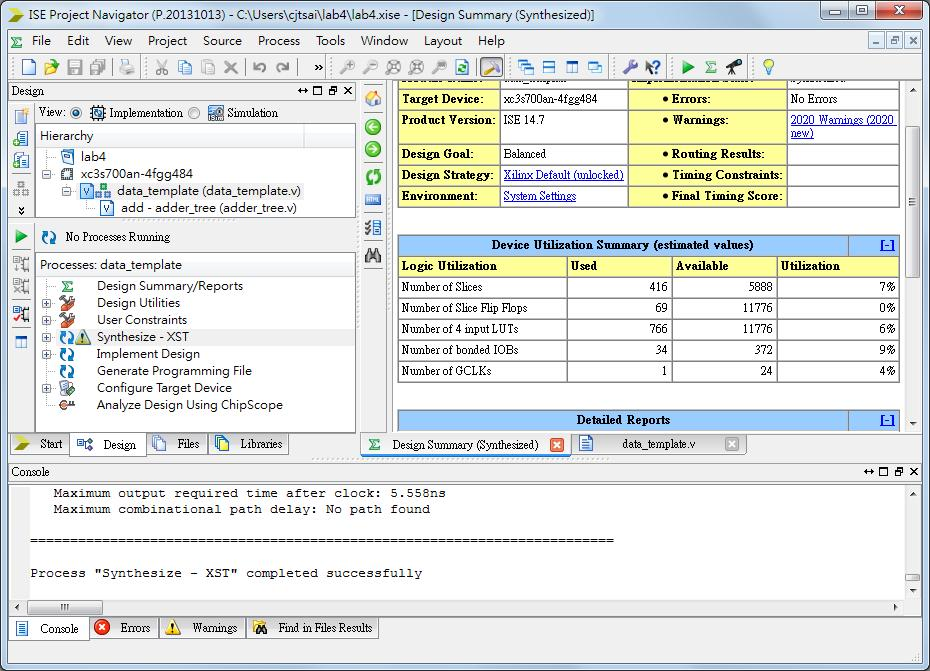 ISE Project Navigator (P.20131013) - C:\Users\cjtsai\lab4\lab4.xise - [Design Summary (Synthesized)]
File Edit View Project Source Process Tools Window Layout Help
»
Design
View: Implementation Simulation
Hierarchy
lab4
xc3s700an-4fgg484
data_template (data_template.v)
add - adder_tree (adder_tree.v)
No Processes Running
Processes: data_template
Design Summary/Reports
Design Utilities
User Constraints
Synthesize - XST
Implement Design
Generate Programming File
Configure Target Device
Analyze Design Using ChipScope
Start Design Files Libraries
Target Device: xc3s700an-4fgg484 • Errors: No Errors
Product Version: ISE 14.7 • Warnings: 2020 Warnings (2020
new)
Design Goal: Balanced • Routing Results:
Design Strategy: Xilinx Default (unlocked) • Timing Constraints:
Environment: System Settings • Final Timing Score:
Device Utilization Summary (estimated values) [-]
Logic Utilization Used Available Utilization
Number of Slices 416 5888 7%
Number of Slice Flip Flops 69 11776 0%
Number of 4 input LUTs 766 11776 6%
Number of bonded IOBs 34 372 9%
Number of GCLKs 1 24 4%
Detailed Reports [-]
Design Summary (Synthesized) data_template.v
Console
Maximum output required time after clock: 5.558ns
Maximum combinational path delay: No path found
=========================================================================
Process "Synthesize - XST" completed successfully
Console Errors Warnings Find in Files Results